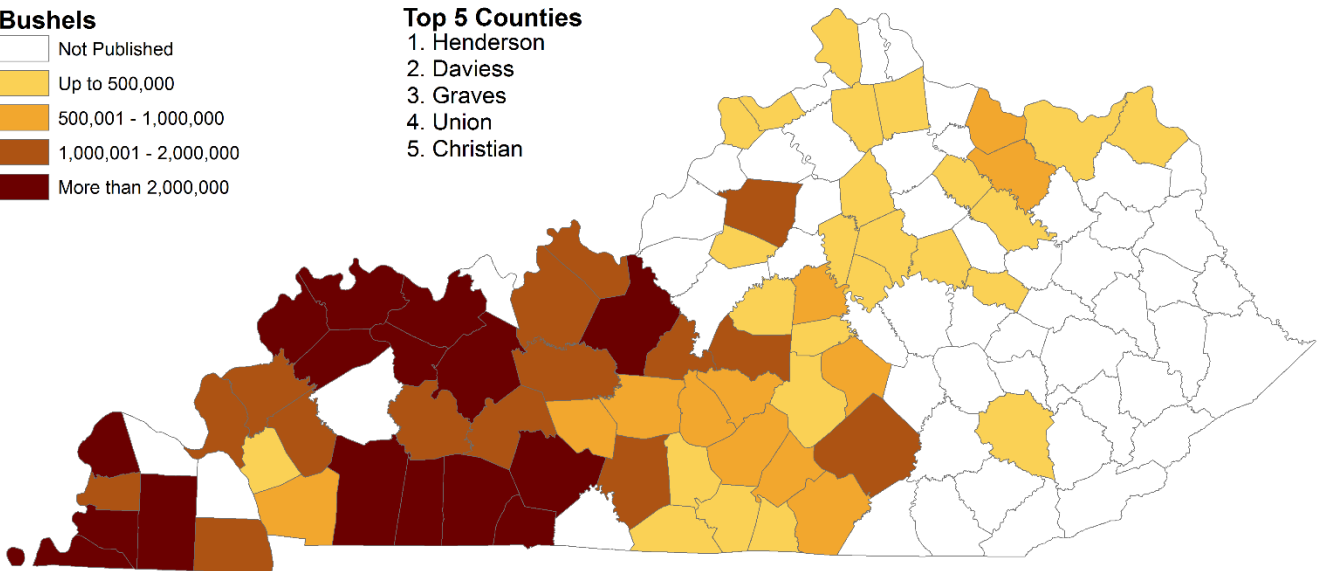 Bushels
Not Published
Up to 500,000
500,001 - 1,000,000
1,000,001 - 2,000,000
More than 2,000,000
Top 5 Counties
1. Henderson
2. Daviess
3. Graves
4. Union
5. Christian